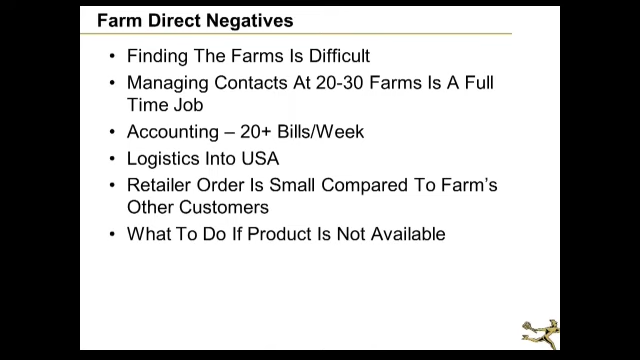 Farm Direct Negatives
• Finding The Farms Is Difficult
• Managing Contacts At 20-30 Farms Is A Full
Time Job
• Accounting – 20+ Bills/Week
• Logistics Into USA
• Retailer Order Is Small Compared To Farm's
Other Customers
• What To Do If Product Is Not Available